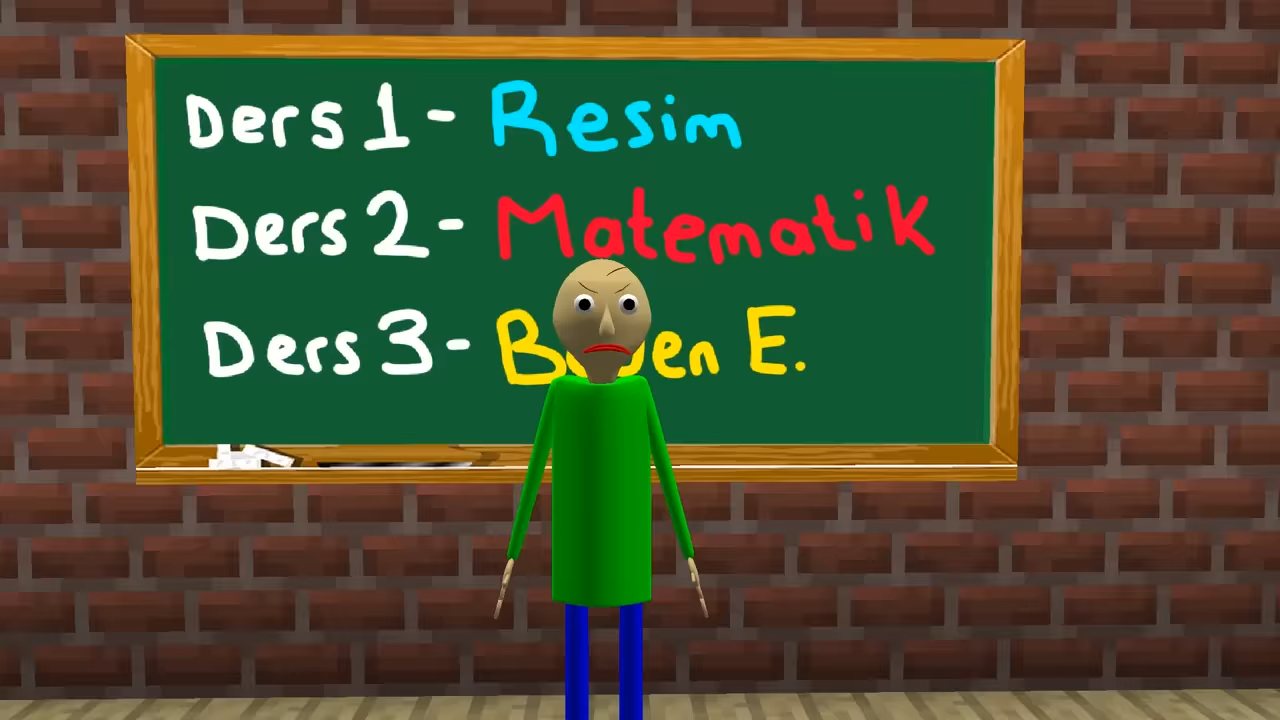 Ders 1 - Resim
Ders 2 - Matematik
Ders 3 - E.